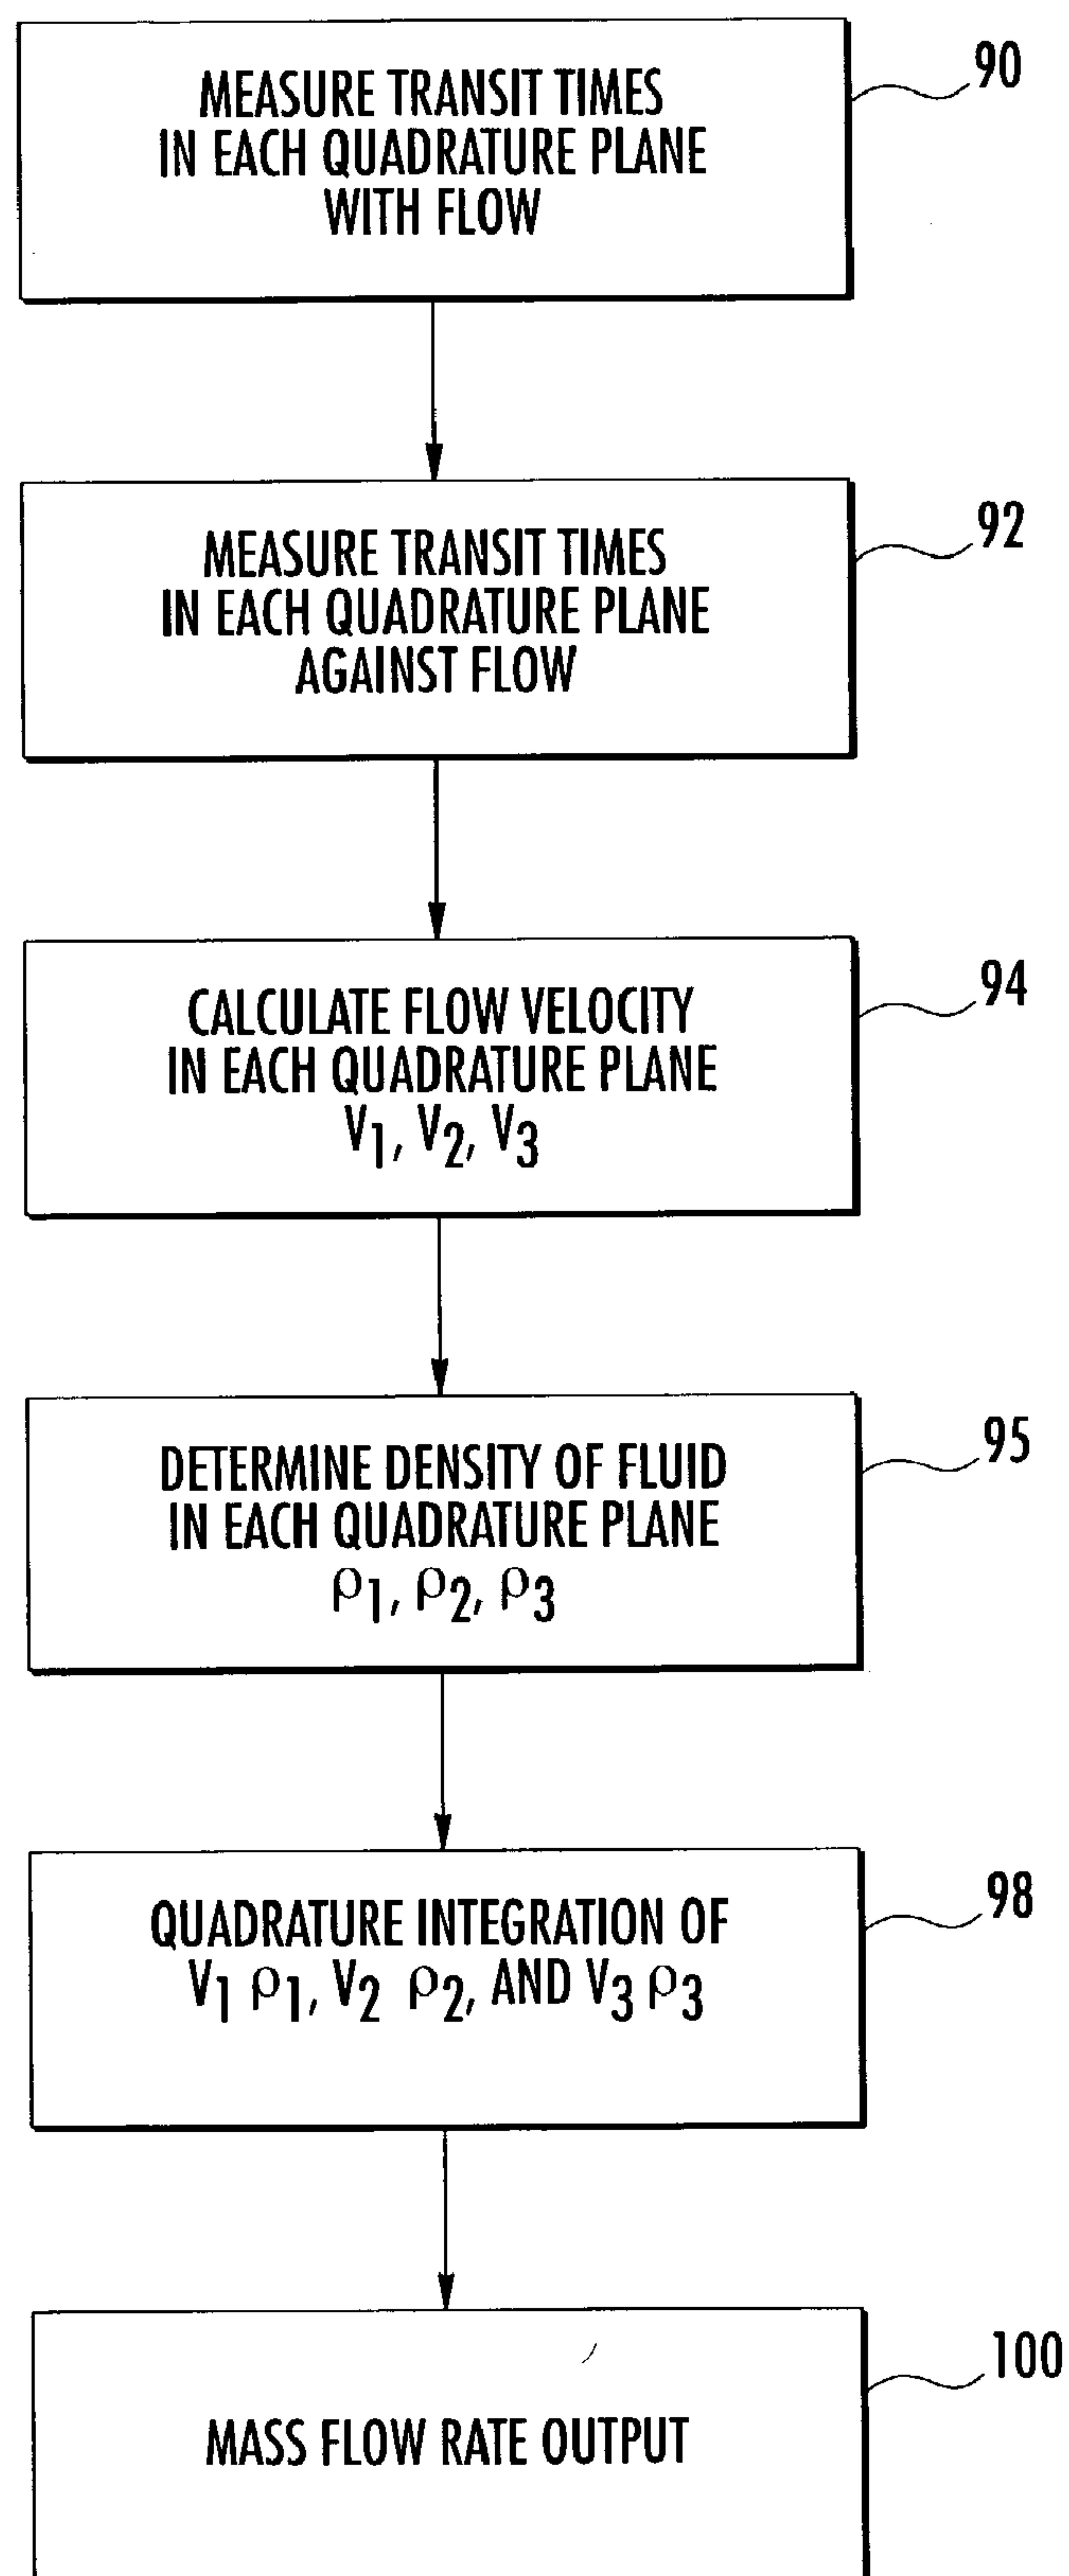 MEASURE TRANSIT TIMES
IN EACH QUADRATURE PLANE
WITH FLOW
90
MEASURE TRANSIT TIMES
IN EACH QUADRATURE PLANE
AGAINST FLOW
92
CALCULATE FLOW VELOCITY
IN EACH QUADRATURE PLANE
V1, V2, V3
94
DETERMINE DENSITY OF FLUID
IN EACH QUADRATURE PLANE
ρ1, ρ2, ρ3
95
QUADRATURE INTEGRATION OF
V1 ρ1, V2 ρ2, AND V3 ρ3
98
MASS FLOW RATE OUTPUT
100